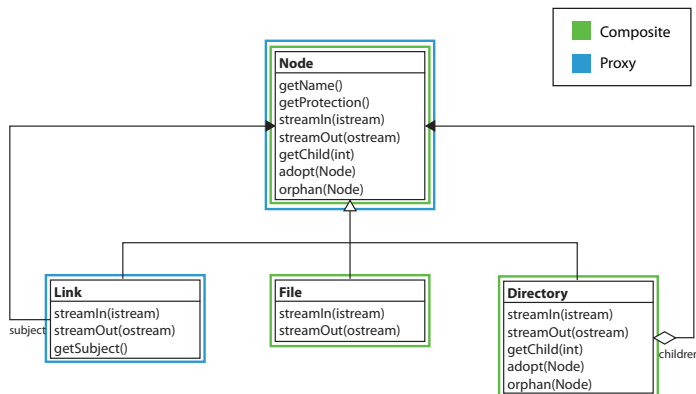 Composite
Proxy
Node
getName()
getProtection()
streamIn(istream)
streamOut(ostream)
getChild(int)
adopt(Node)
orphan(Node)
Link
streamIn(istream)
streamOut(ostream)
getSubject()
subject
File
streamIn(istream)
streamOut(ostream)
Directory
streamIn(istream)
streamOut(ostream)
getChild(int)
adopt(Node)
orphan(Node)
children